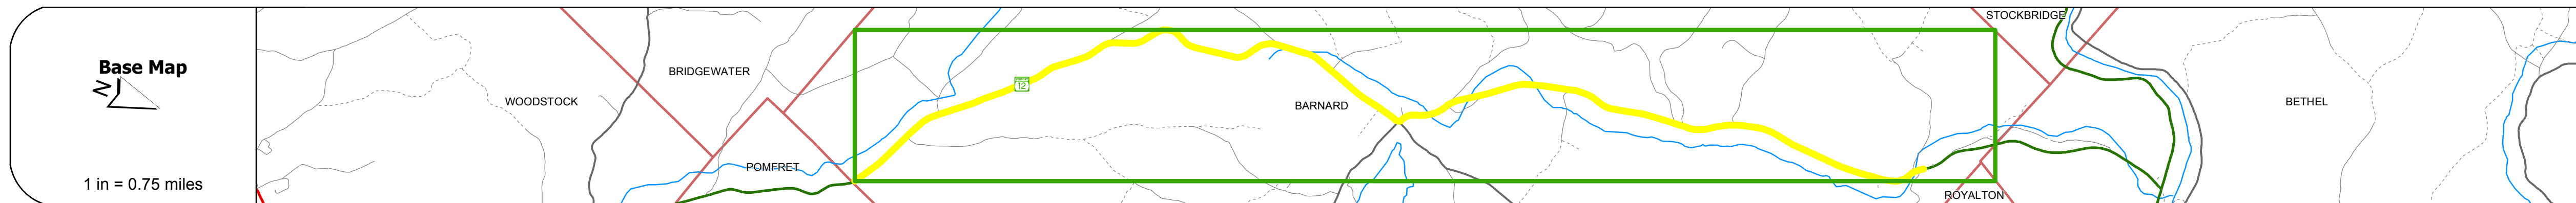 Base Map
N
1 in = 0.75 miles
WOODSTOCK
BRIDGEWATER
POMFRET
12
BARNARD
STOCKBRIDGE
ROYALTON
BETHEL